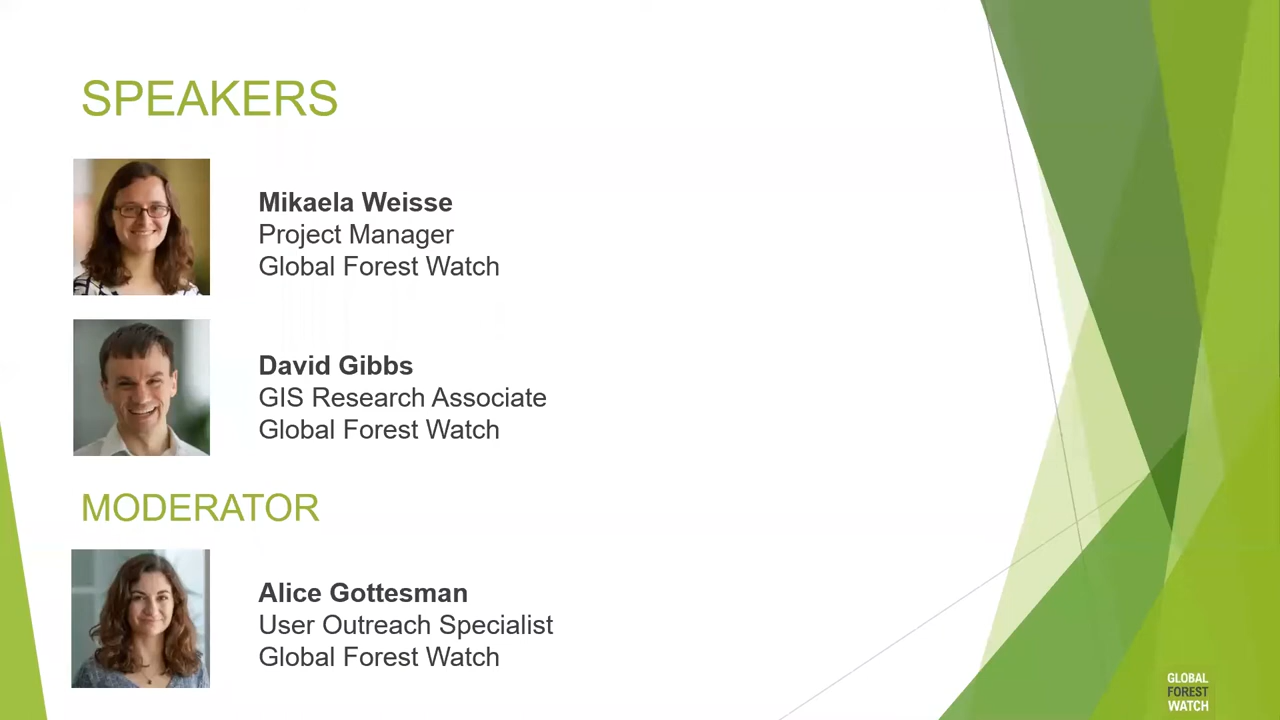 SPEAKERS
Mikaela Weisse
Project Manager
Global Forest Watch
David Gibbs
GIS Research Associate
Global Forest Watch
MODERATOR
Alice Gottesman
User Outreach Specialist
Global Forest Watch
GLOBAL
FOREST
WATCH